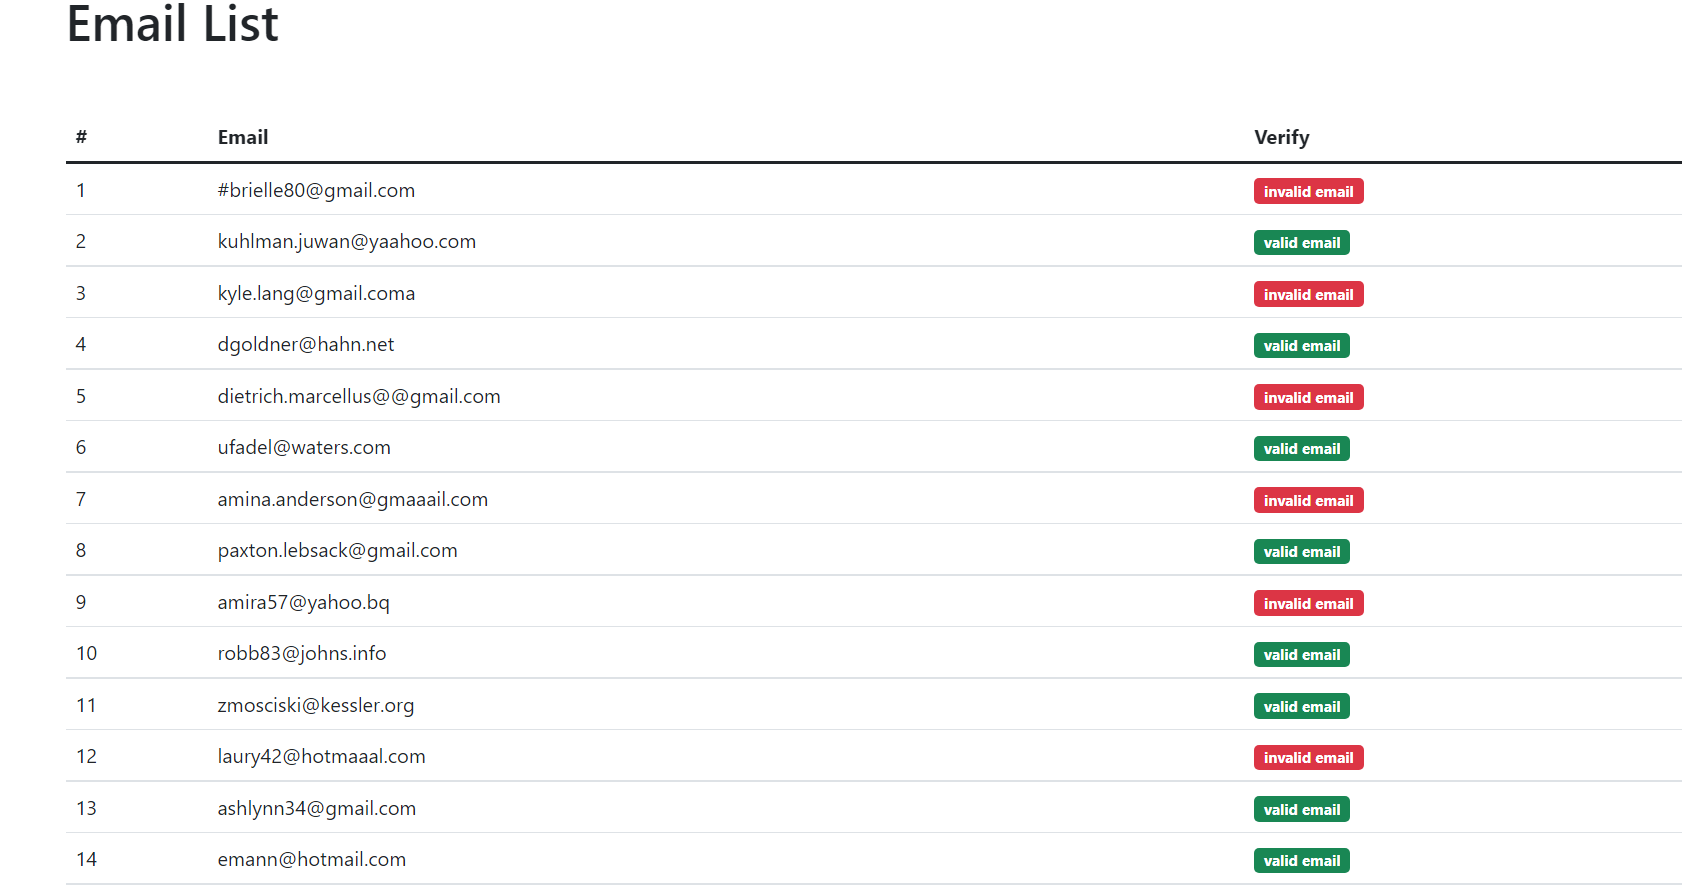 Email List
# Email Verify
1 #brielle80@gmail.com invalid email
2 kuhlman.juwan@yaahoo.com valid email
3 kyle.lang@gmail.coma invalid email
4 dgoldner@hahn.net valid email
5 dietrich.marcellus@@gmail.com invalid email
6 ufadel@waters.com valid email
7 amina.anderson@gmaaail.com invalid email
8 paxton.lebsack@gmail.com valid email
9 amira57@yahoo.bq invalid email
10 robb83@johns.info valid email
11 zmosciski@kessler.org valid email
12 laury42@hotmaaal.com invalid email
13 ashlynn34@gmail.com valid email
14 emann@hotmail.com valid email